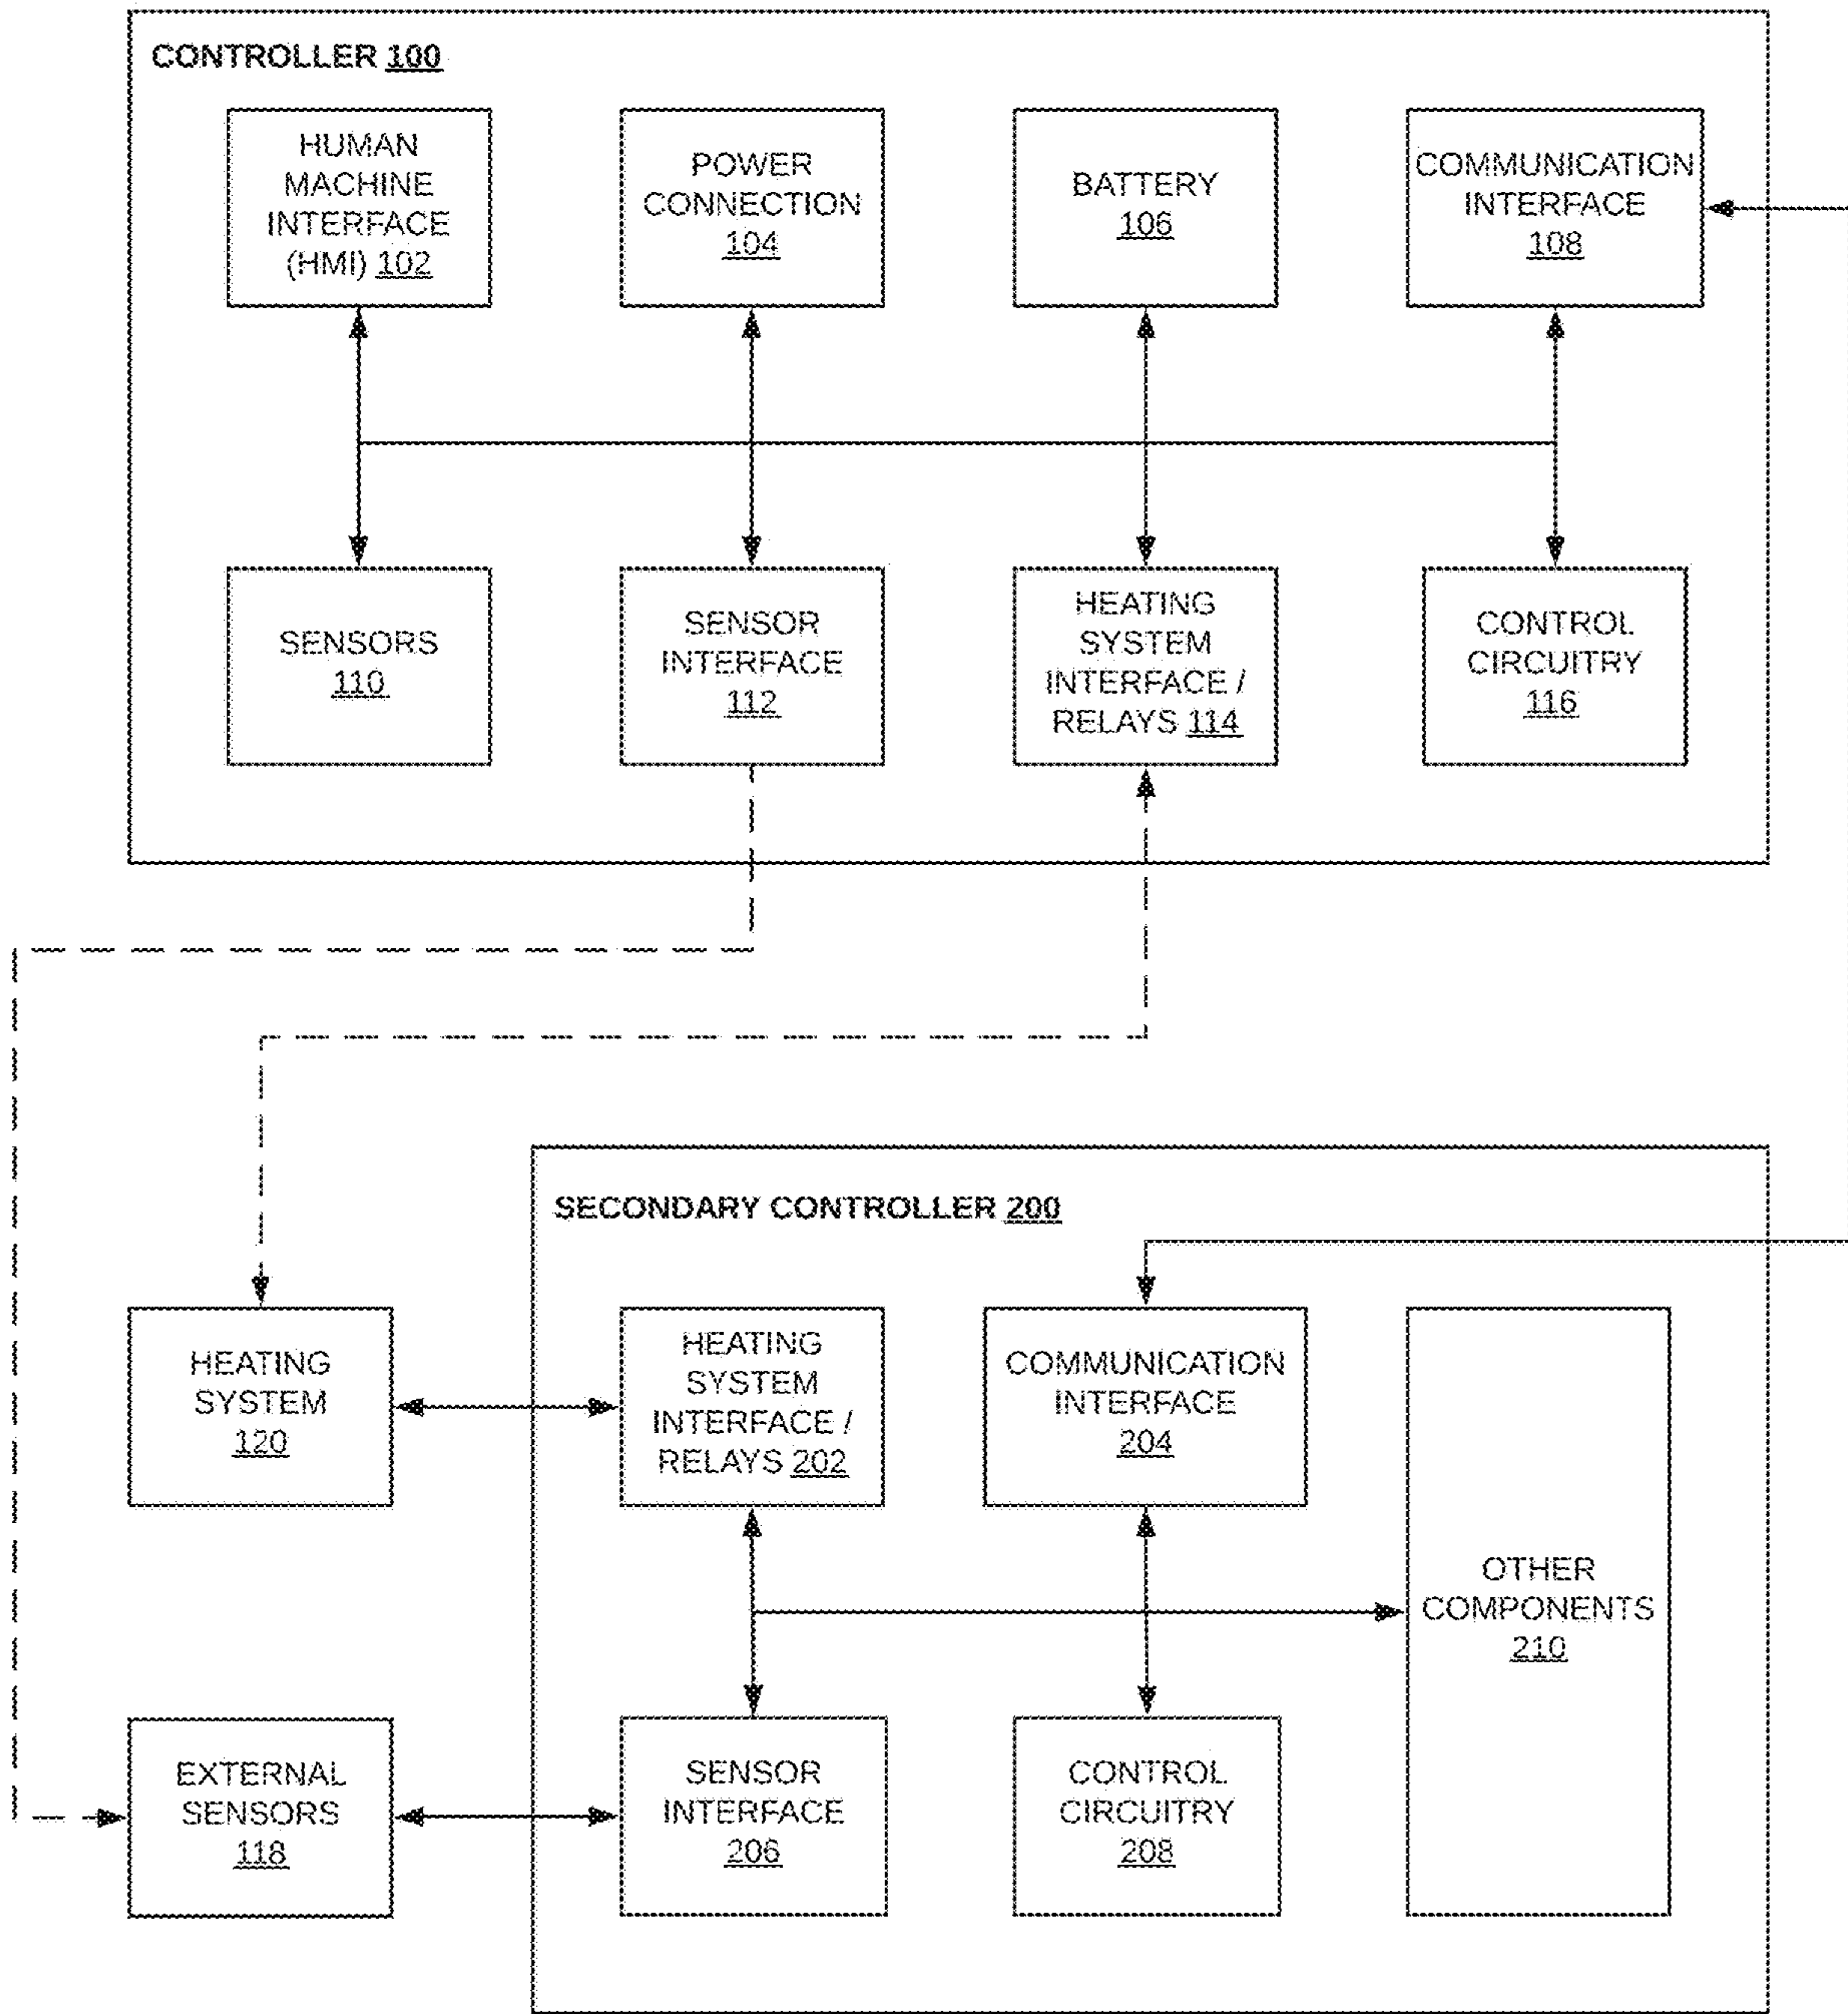 CONTROLLER 100
HUMAN
MACHINE
INTERFACE
(HMI) 102
POWER
CONNECTION
104
BATTERY
106
COMMUNICATION
INTERFACE
108
SENSORS
110
SENSOR
INTERFACE
112
HEATING
SYSTEM
INTERFACE /
RELAYS 114
CONTROL
CIRCUITRY
116
SECONDARY CONTROLLER 200
HEATING
SYSTEM
120
HEATING
SYSTEM
INTERFACE /
RELAYS 202
COMMUNICATION
INTERFACE
204
OTHER
COMPONENTS
210
EXTERNAL
SENSORS
118
SENSOR
INTERFACE
206
CONTROL
CIRCUITRY
208